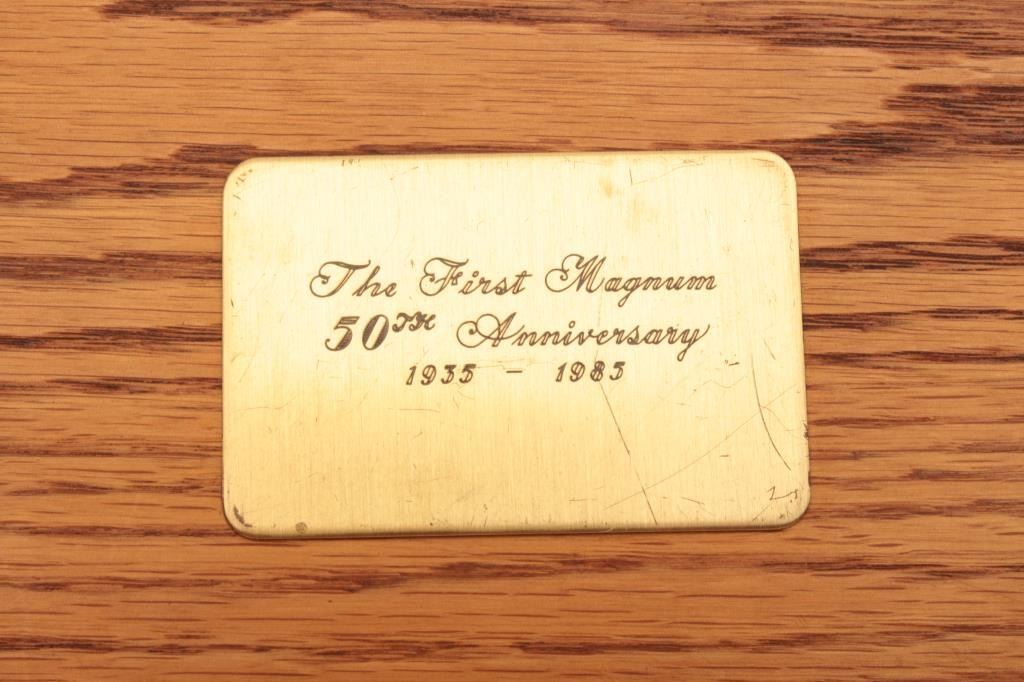 The First Magnum
50TH Anniversary
1935 - 1985